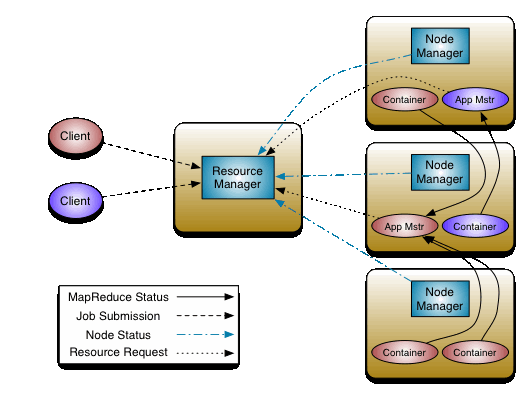 Node
Manager
Container
App Mstr
Client
Resource
Manager
Client
Node
Manager
App Mstr
Container
Node
Manager
Container
Container
MapReduce Status
Job Submission
Node Status
Resource Request